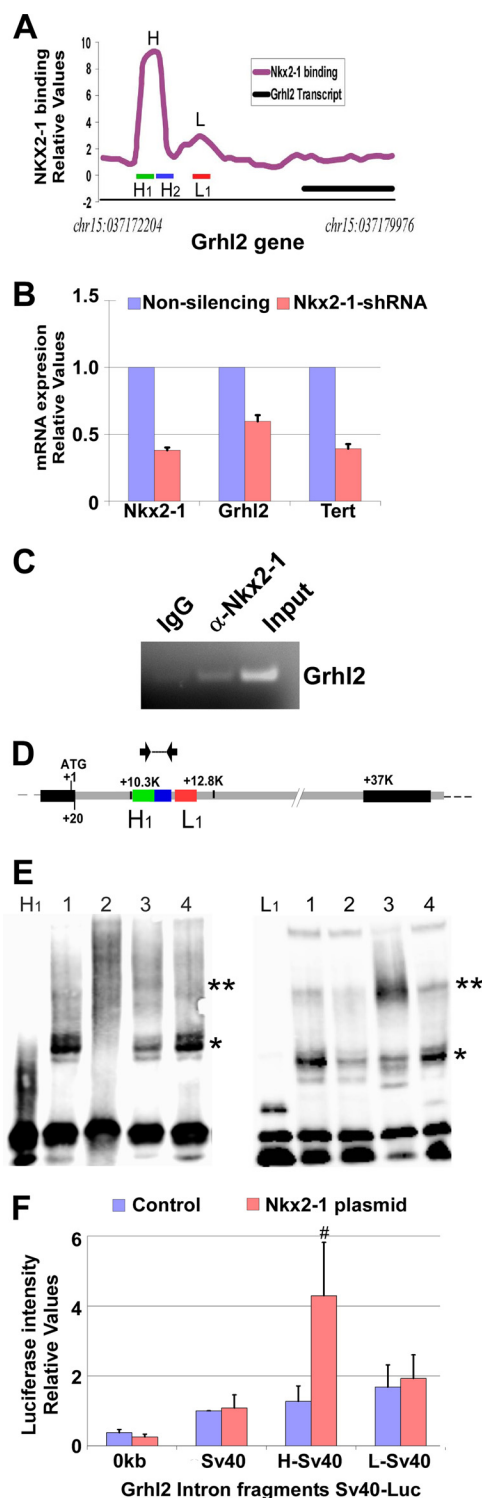 A
NKX2-1 binding
Relative Values
10
8
6
4
2
0
-2
H
L
Nkx2-1 binding
Grhl2 Transcript
H1
H2
L1
chr15:037172204
chr15:037179976
Grhl2 gene
B
mRNA expresion
Relative Values
1.5
1.0
0.5
0
Non-silencing
Nkx2-1-shRNA
Nkx2-1
Grhl2
Tert
C
IgG
α-Nkx2-1
Input
Grhl2
D
ATG
+1
+10.3K
+12.8K
+37K
+20
H1
L1
E
H1 1 2 3 4
**
*
L1 1 2 3 4
**
*
F
Control
Nkx2-1 plasmid
Luciferase intensity
Relative Values
6
4
2
0
#
0kb
Sv40
H-Sv40
L-Sv40
Grhl2 Intron fragments Sv40-Luc